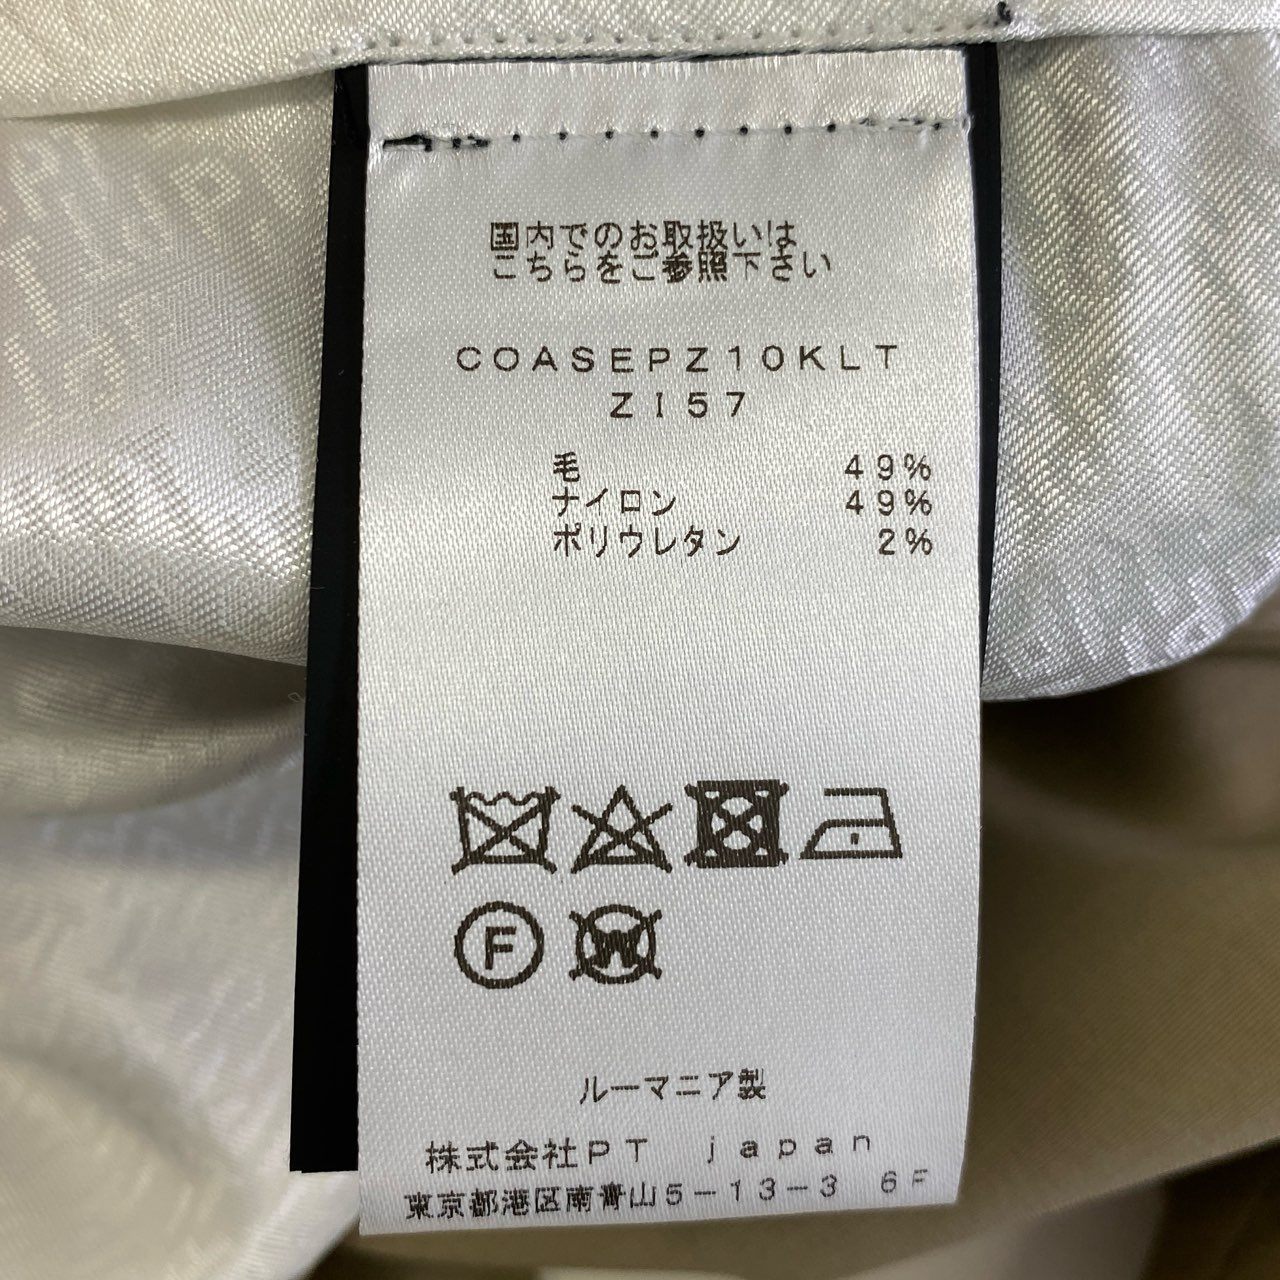 国内でのお取扱いは
こちらをご参照下さい
COASEPZ10KLT
ZI57
毛 49%
ナイロン 49%
ポリウレタン 2%
F W
ルーマニア製
株式会社PT japan
東京都港区南青山5-13-3 6F